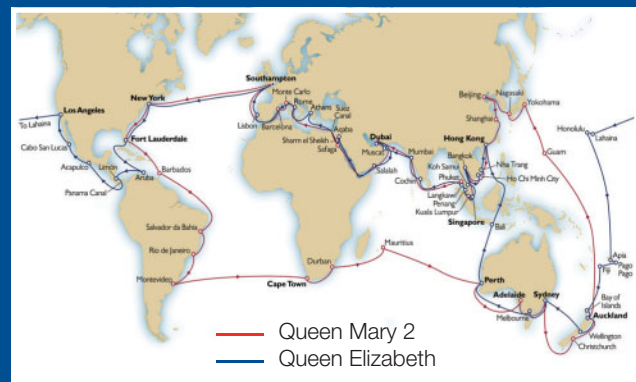 Southampton
Monte Carlo
Rome
Athens
Suez
Canal
Aqaba
Lisbon
Barcelona
Sharm el Sheikh
Safaga
Dubai
Muscat
Salalah
Mumbai
Cochin
New York
Los Angeles
To Lahaina
Fort Lauderdale
Cabo San Lucas
Acapulco
Limón
Panama Canal
Aruba
Barbados
Salvador da Bahia
Rio de Janeiro
Montevideo
Cape Town
Durban
Mauritius
Beijing
Nagasaki
Yokohama
Shanghai
Hong Kong
Bangkok
Koh Samui
Phuket
Langkawi
Penang
Kuala Lumpur
Singapore
Nha Trang
Ho Chi Minh City
Guam
Honolulu
Lahaina
Bali
Perth
Adelaide
Sydney
Melbourne
Apia
Pago
Pago
Fiji
Bay of
Islands
Auckland
Wellington
Christchurch
Queen Mary 2
Queen Elizabeth